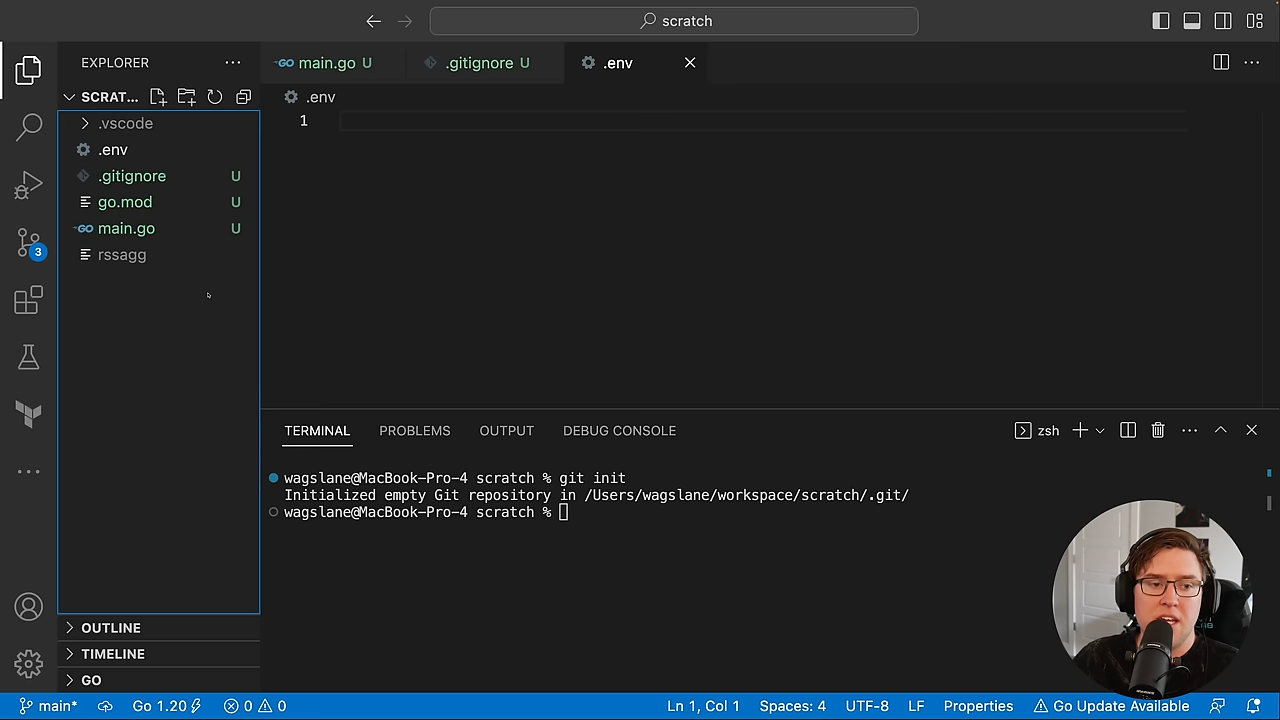 scratch
EXPLORER
SCRAT...
.vscode
.env
.gitignore U
go.mod U
GO main.go U
rssagg
3
OUTLINE
TIMELINE
GO
GO main.go U
.gitignore U
.env
.env
1
TERMINAL PROBLEMS OUTPUT DEBUG CONSOLE
zsh
wagslane@MacBook-Pro-4 scratch % git init
Initialized empty Git repository in /Users/wagslane/workspace/scratch/.git/
wagslane@MacBook-Pro-4 scratch %
main* Go 1.20 0 0 Ln 1, Col 1 Spaces: 4 UTF-8 LF Properties Go Update Available